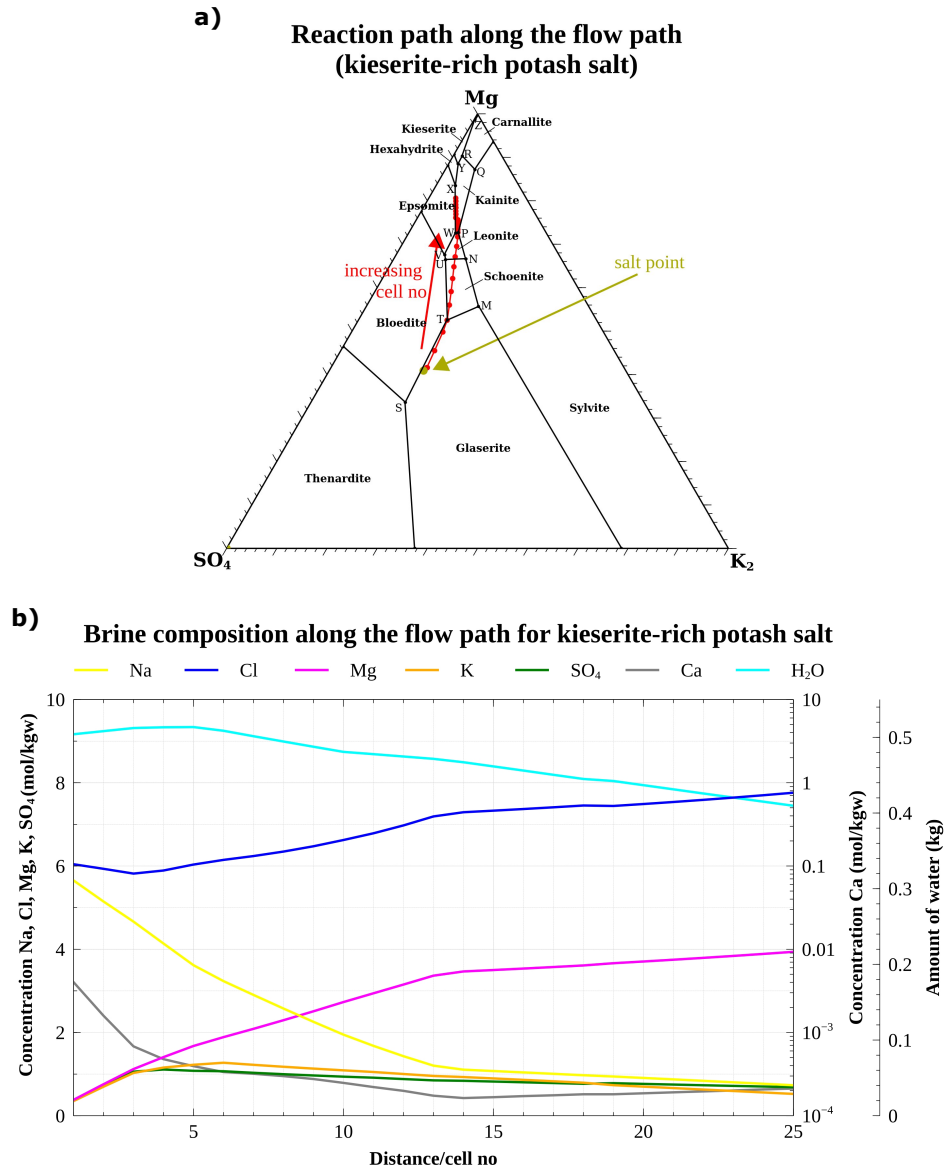 a)
Reaction path along the flow path
(kieserite-rich potash salt)
Mg
Z
Carnallite
Kieserite
Hexahydrite
R
Y
Q
X
Kainite
Epsomite
W
P
Leonite
V
U
N
increasing
cell no
Schoenite
salt point
M
T
Bloedite
S
Sylvite
Glaserite
Thenardite
SO₄
K₂
b)
Brine composition along the flow path for kieserite-rich potash salt
Na Cl Mg K SO₄ Ca H₂O
Concentration Na, Cl, Mg, K, SO₄(mol/kgw)
10
8
6
4
2
0
10
1
0.1
0.01
10⁻³
10⁻⁴
Concentration Ca (mol/kgw)
0.5
0.4
0.3
0.2
0.1
0
Amount of water (kg)
5 10 15 20 25
Distance/cell no